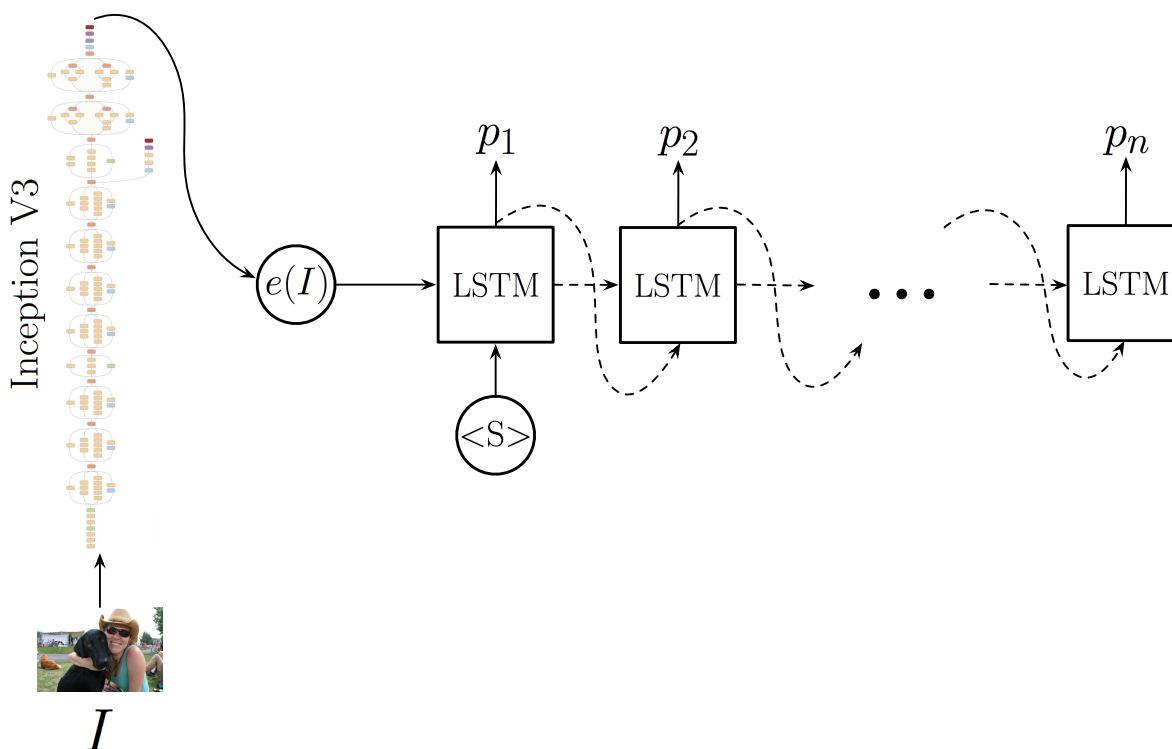 Inception V3
I
e(I)
<S>
LSTM
p₁
LSTM
p₂
...
LSTM
pₙ